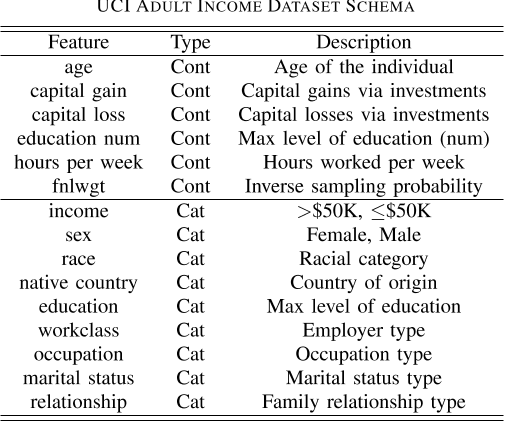 UCI ADULT INCOME DATASET SCHEMA
Feature Type Description
age Cont Age of the individual
capital gain Cont Capital gains via investments
capital loss Cont Capital losses via investments
education num Cont Max level of education (num)
hours per week Cont Hours worked per week
fnlwgt Cont Inverse sampling probability
income Cat >$50K, ≤$50K
sex Cat Female, Male
race Cat Racial category
native country Cat Country of origin
education Cat Max level of education
workclass Cat Employer type
occupation Cat Occupation type
marital status Cat Marital status type
relationship Cat Family relationship type